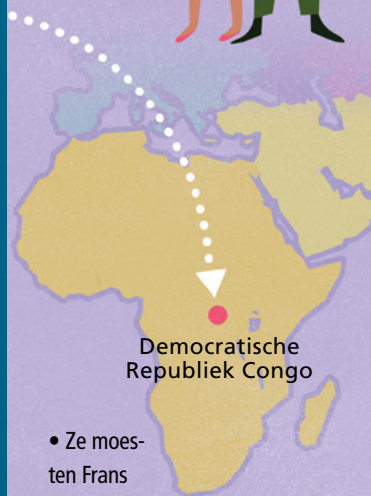 Democratische
Republiek Congo
• Ze moes-
ten Frans